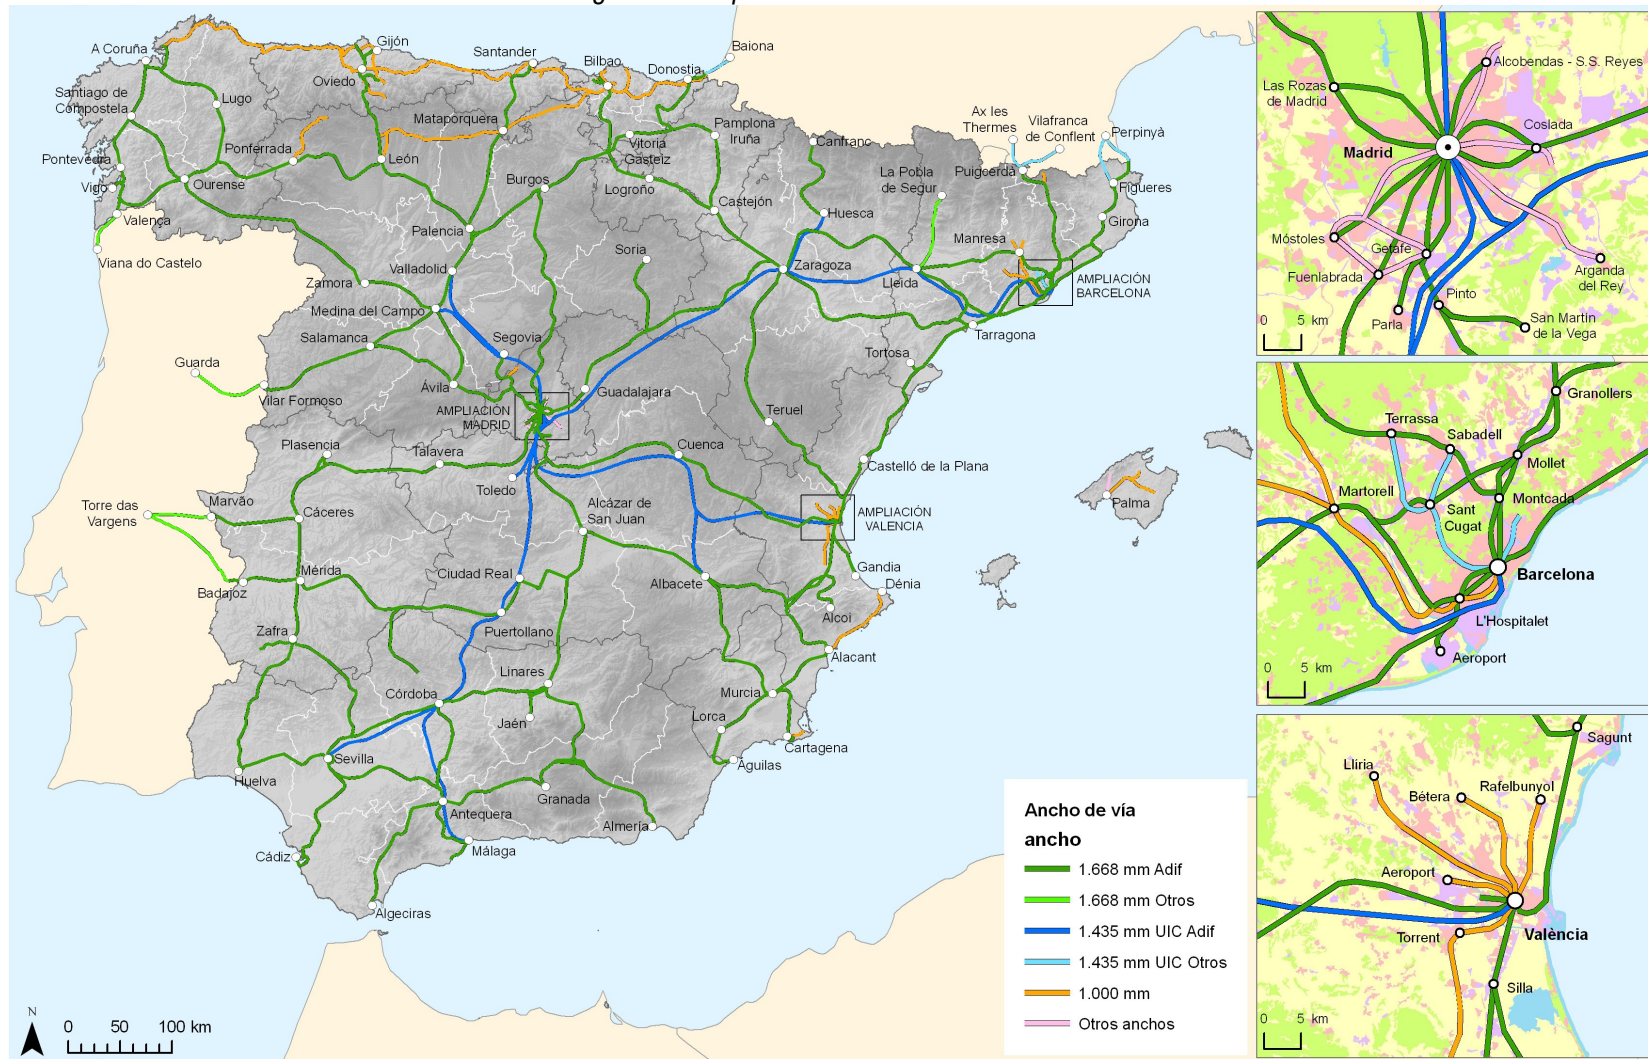 A Coruña
Gijón
Santander
Bilbao
Donostia
Baiona
Oviedo
Santiago de
Compostela
Lugo
Mataporquera
Ponferrada
León
Vitoria
Gasteiz
Pamplona
Iruña
Canfranc
Ax les
Thermes
Vilafranca
de Conflent
Perpinyà
Pontevedra
Vigo
Ourense
Burgos
Logroño
La Pobla
de Segur
Puigcerdà
Figueres
Valença
Castejón
Huesca
Girona
Palencia
Manresa
Viana do Castelo
Soria
Valladolid
Zaragoza
Lleida
AMPLIACIÓN
BARCELONA
Zamora
Medina del Campo
Salamanca
Segovia
Tarragona
Tortosa
Guarda
Vilar Formoso
Ávila
Guadalajara
AMPLIACIÓN
MADRID
Teruel
Plasencia
Talavera
Cuenca
Castelló de la Plana
Toledo
Torre das
Vargens
Marvão
Cáceres
Alcázar de
San Juan
AMPLIACIÓN
VALENCIA
Palma
Mérida
Ciudad Real
Albacete
Gandia
Dénia
Badajoz
Alcoi
Zafra
Puertollano
Alacant
Linares
Córdoba
Murcia
Jaén
Lorca
Cartagena
Sevilla
Águilas
Huelva
Granada
Antequera
Almería
Cádiz
Málaga
Algeciras
N
0 50 100 km
Ancho de vía
ancho
1.668 mm Adif
1.668 mm Otros
1.435 mm UIC Adif
1.435 mm UIC Otros
1.000 mm
Otros anchos
Alcobendas - S.S. Reyes
Las Rozas
de Madrid
Coslada
Madrid
Móstoles
Getafe
Fuenlabrada
Arganda
del Rey
Pinto
Parla
San Martín
de la Vega
0 5 km
Granollers
Terrassa
Sabadell
Mollet
Martorell
Montcada
Sant
Cugat
Barcelona
L'Hospitalet
Aeroport
0 5 km
Sagunt
Lliria
Bétera
Rafelbunyol
Aeroport
Torrent
València
Silla
0 5 km